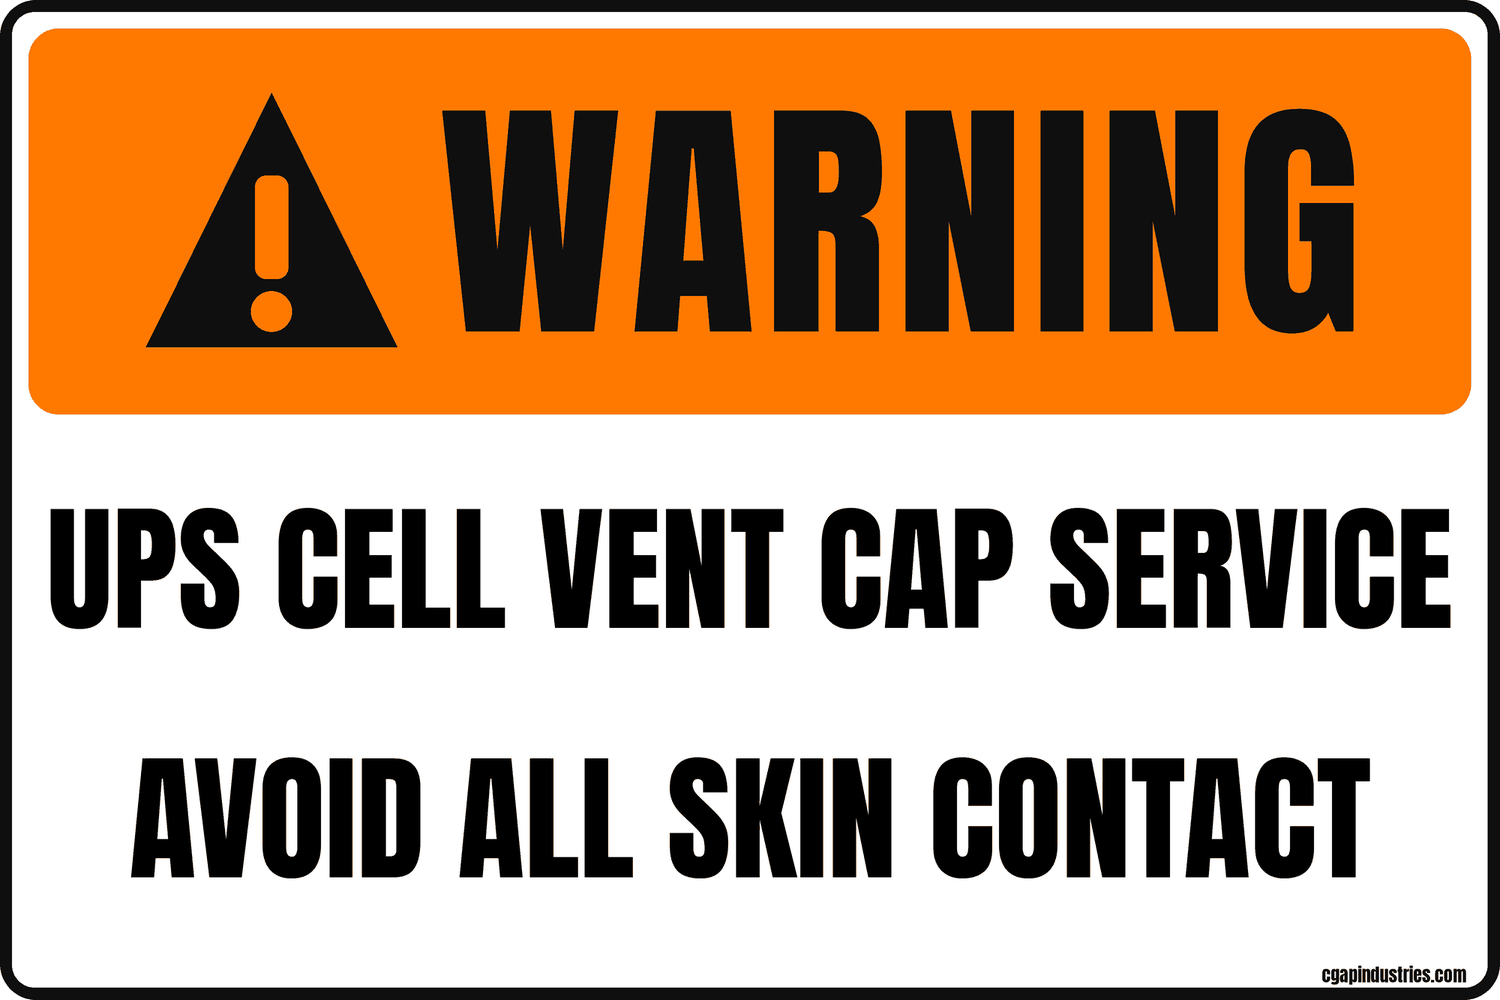 WARNING
UPS CELL VENT CAP SERVICE
AVOID ALL SKIN CONTACT
cgapindustries.com